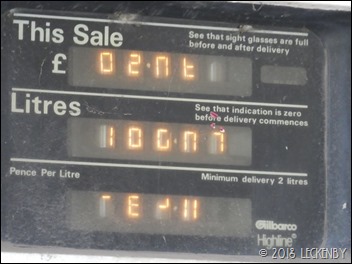 This Sale
See that sight glasses are full
before and after delivery
£
Litres
See that indication is zero
before delivery commences
Pence Per Litre
Minimum delivery 2 litres
Gilbarco
Highline
© 2013 LECKENBY